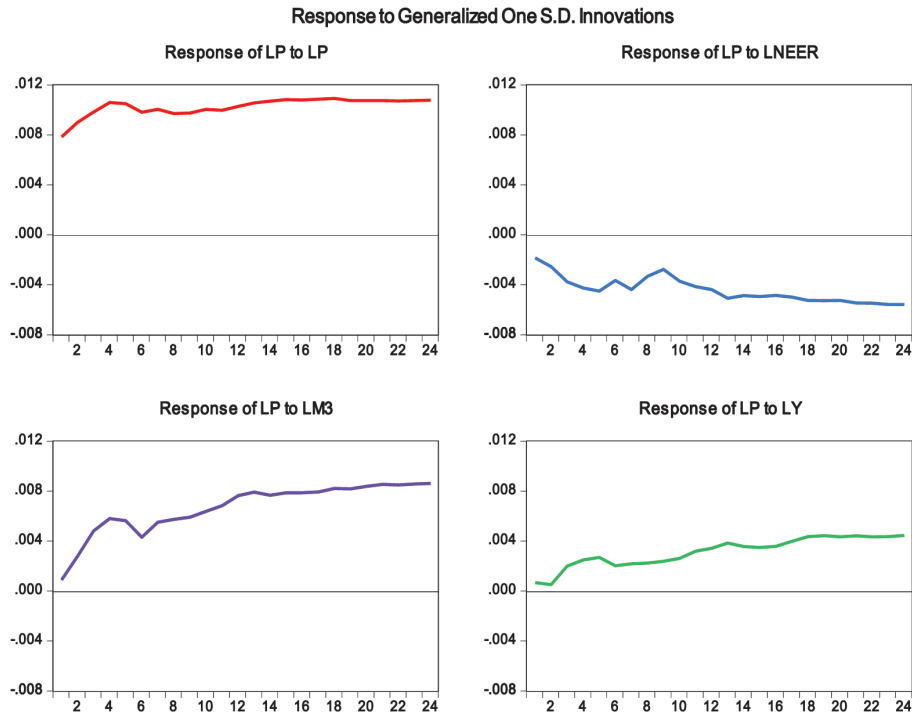 Response to Generalized One S.D. Innovations
Response of LP to LP
.012
.008
.004
.000
-.004
-.008
2 4 6 8 10 12 14 16 18 20 22 24
Response of LP to LNEER
.012
.008
.004
.000
-.004
-.008
2 4 6 8 10 12 14 16 18 20 22 24
Response of LP to LM3
.012
.008
.004
.000
-.004
-.008
2 4 6 8 10 12 14 16 18 20 22 24
Response of LP to LY
.012
.008
.004
.000
-.004
-.008
2 4 6 8 10 12 14 16 18 20 22 24